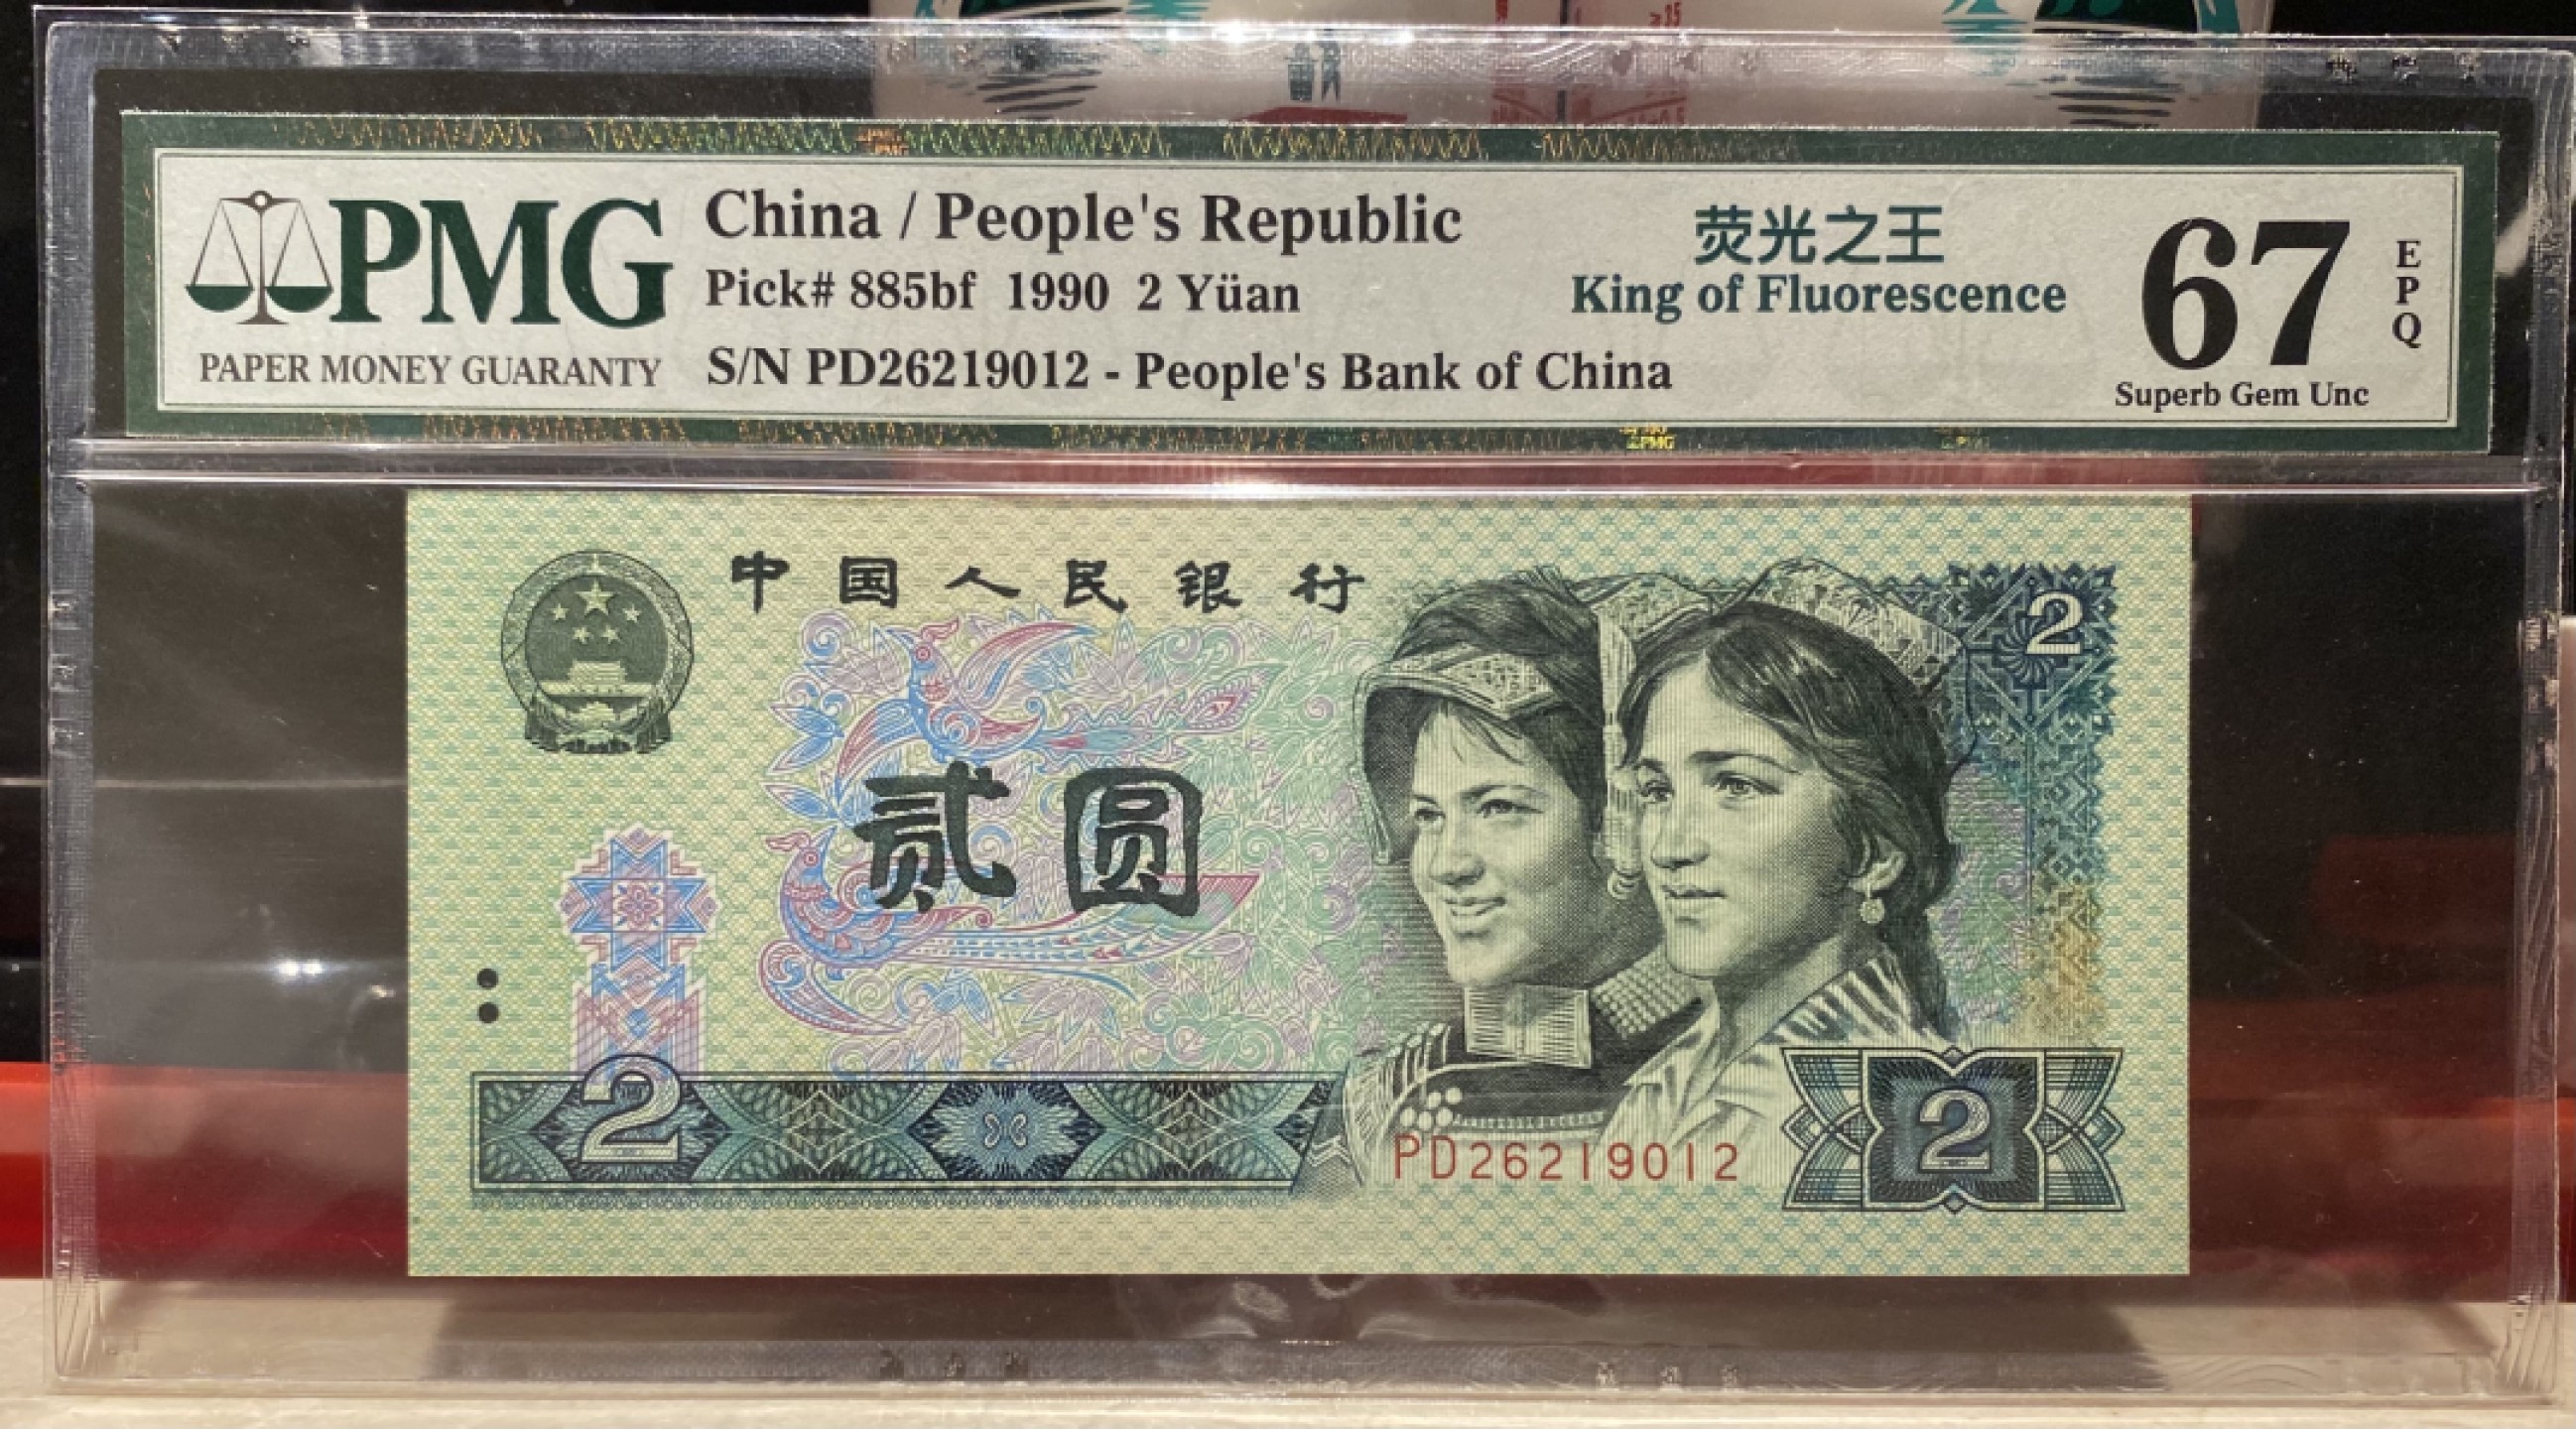 PMG
PAPER MONEY GUARANTY
China / People's Republic
Pick# 885bf 1990 2 Yüan
S/N PD26219012 - People's Bank of China
荧光之王
King of Fluorescence
67
EPQ
Superb Gem Unc
PMG
中国人民银行
2
贰圆
2
PD26219012
2